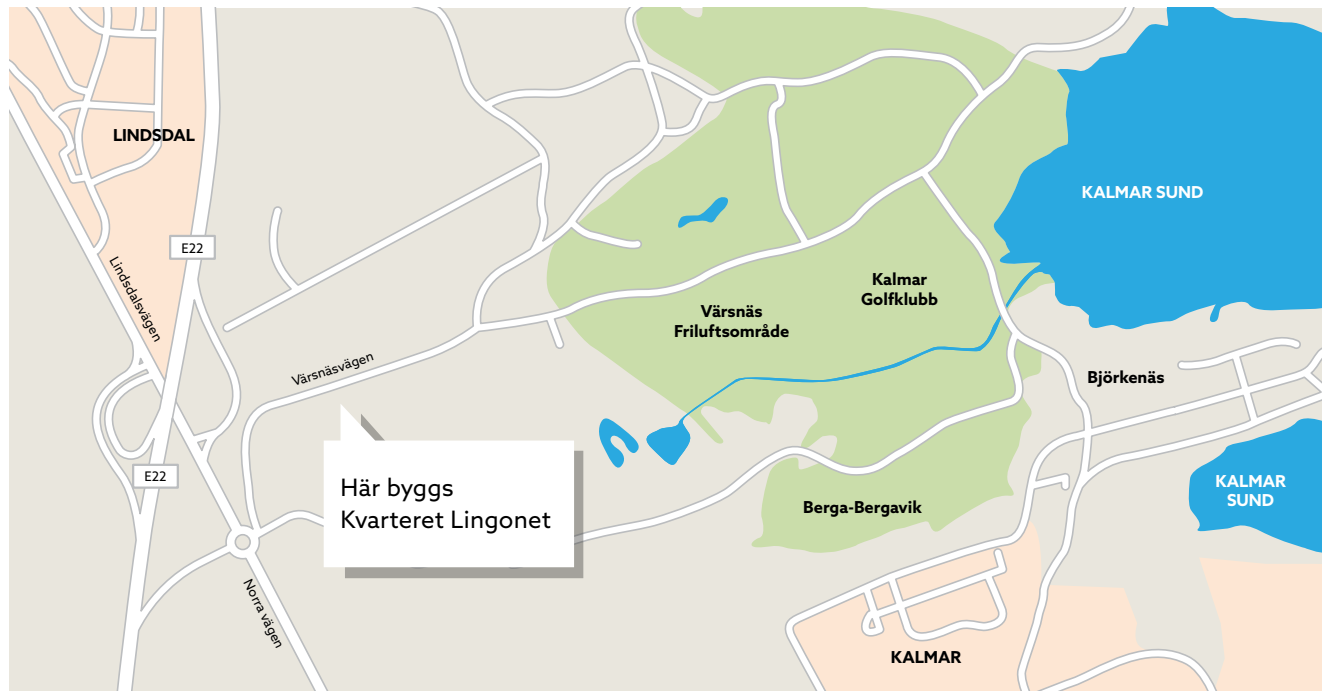 LINDSDAL
KALMAR SUND
E22
Lindsdalsvägen
Kalmar
Golfklubb
Värsnäs
Friluftsområde
Värsnäsvägen
Björkenäs
E22
Här byggs
Kvarteret Lingonet
KALMAR
SUND
Berga-Bergavik
Norra vägen
KALMAR